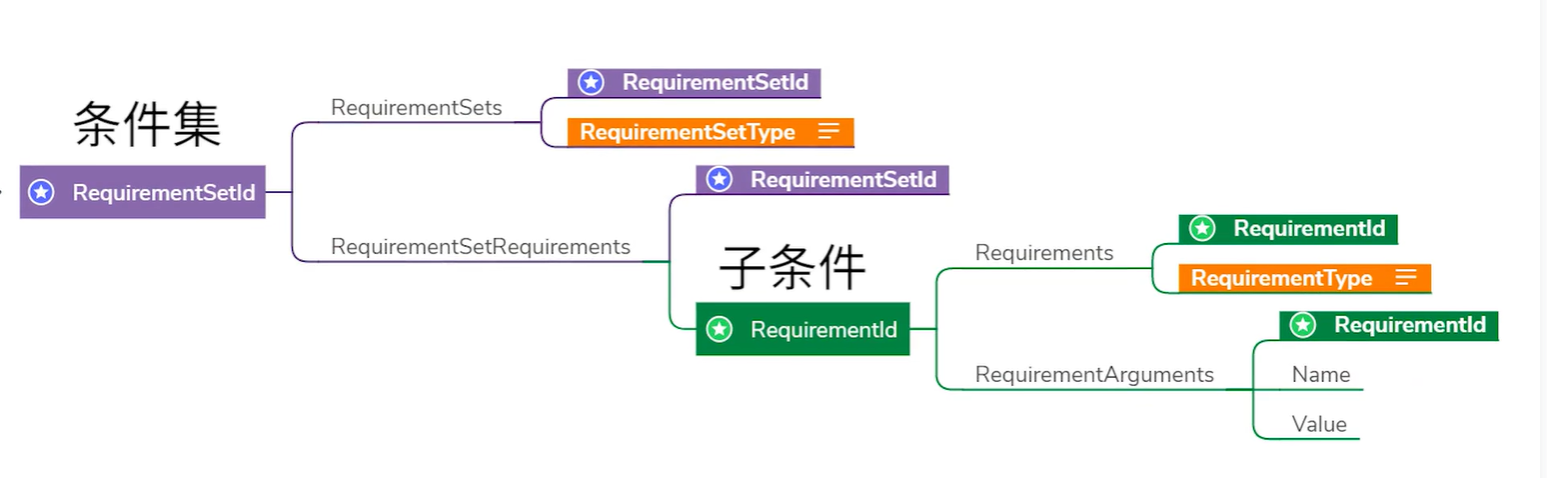 条件集
RequirementSetId
RequirementSets
RequirementSetId
RequirementSetType
RequirementSetRequirements
RequirementSetId
子条件
RequirementId
Requirements
RequirementId
RequirementType
RequirementArguments
RequirementId
Name
Value